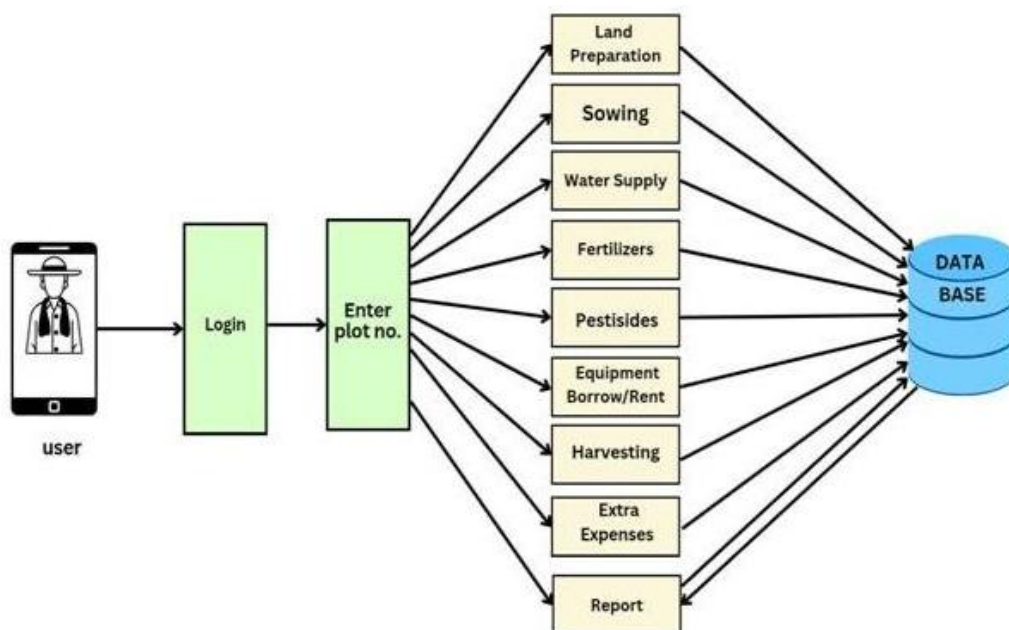 user
Login
Enter
plot no.
Land
Preparation
Sowing
Water Supply
Fertilizers
Pestisides
Equipment
Borrow/Rent
Harvesting
Extra
Expenses
Report
DATA
BASE